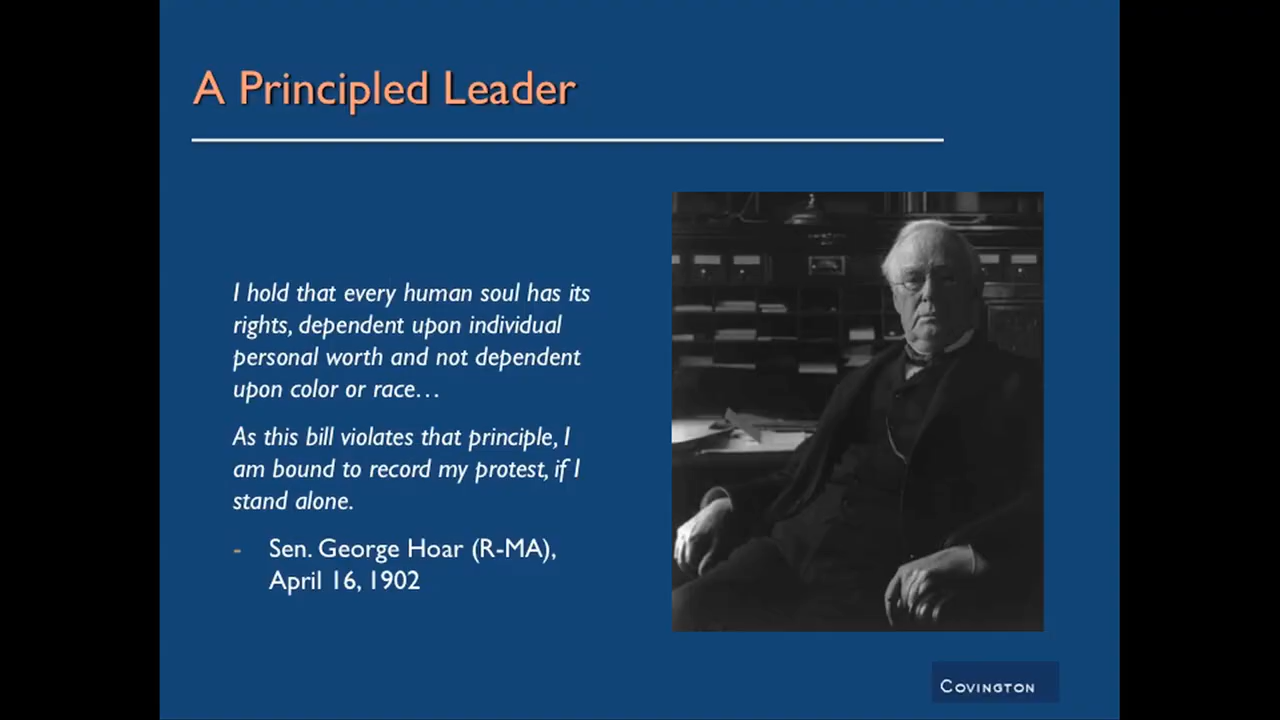 A Principled Leader
I hold that every human soul has its
rights, dependent upon individual
personal worth and not dependent
upon color or race…
As this bill violates that principle, I
am bound to record my protest, if I
stand alone.
- Sen. George Hoar (R-MA),
April 16, 1902
COVINGTON